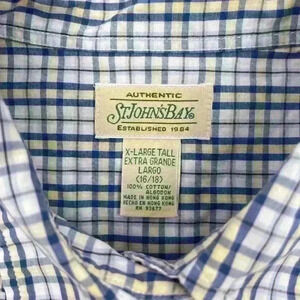 AUTHENTIC
ST. JOHN'S BAY®
ESTABLISHED 1984
X-LARGE TALL
EXTRA GRANDE
LARGO
(16/18)
100% COTTON/
ALGODON
MADE IN HONG KONG
HECHO EN HONG KONG
RN 93677